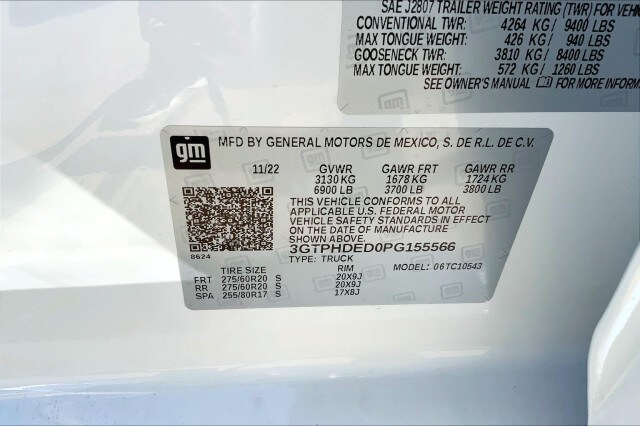 SAE J2807 TRAILER WEIGHT RATING (TWR) FOR
CONVENTIONAL TWR: 4264 KG / 9400 LBS
MAX TONGUE WEIGHT: 426 KG / 940 LBS
GOOSENECK TWR: 3810 KG / 8400 LBS
MAX TONGUE WEIGHT: 572 KG / 1260 LBS
SEE OWNER'S MANUAL FOR MORE
gm MFD BY GENERAL MOTORS DE MEXICO, S. DE R.L. DE C.V.
11/22 GVWR GAWR FRT GAWR RR
3130 KG 1678 KG 1724 KG
6900 LB 3700 LB 3800 LB
THIS VEHICLE CONFORMS TO ALL
APPLICABLE U.S. FEDERAL MOTOR
VEHICLE SAFETY STANDARDS IN EFFECT
ON THE DATE OF MANUFACTURE
SHOWN ABOVE.
3GTPHDED0PG155566
8624 TYPE: TRUCK
TIRE SIZE RIM MODEL: 06TC10543
FRT 275/60R20 S 20X9J
RR 275/60R20 S 20X9J
SPA 255/80R17 S 17X8J